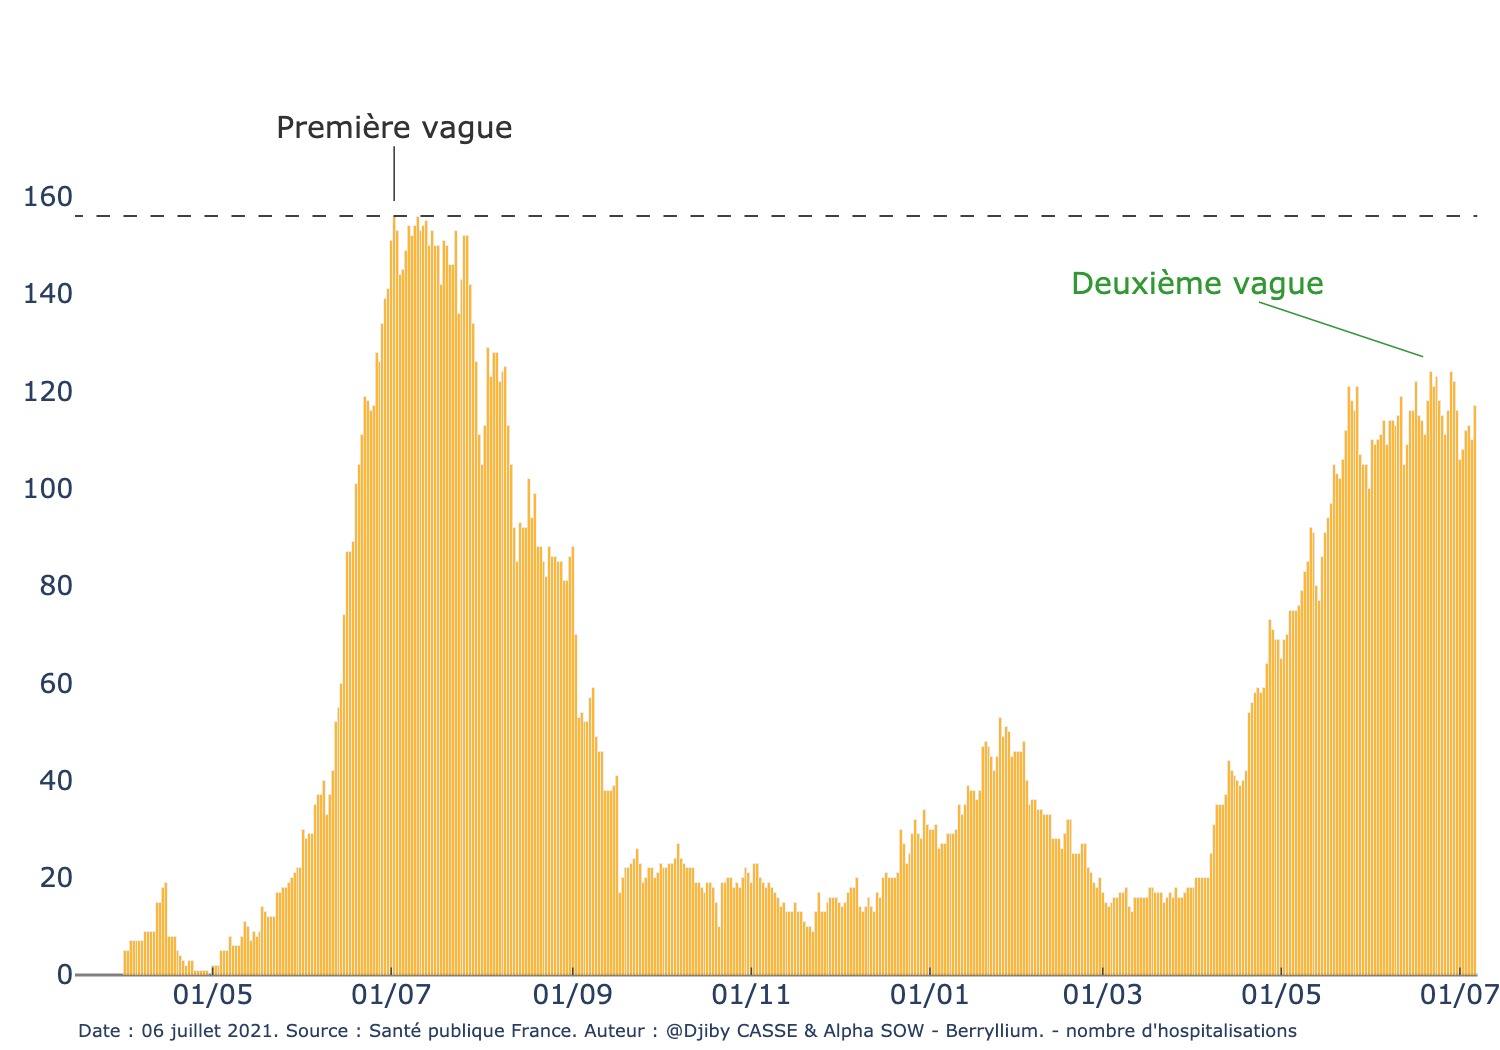 Première vague
160
140
Deuxième vague
120
100
80
60
40
20
0
01/05 01/07 01/09 01/11 01/01 01/03 01/05 01/07
Date : 06 juillet 2021. Source : Santé publique France. Auteur : @Djiby CASSE & Alpha SOW - Berryllium. - nombre d'hospitalisations